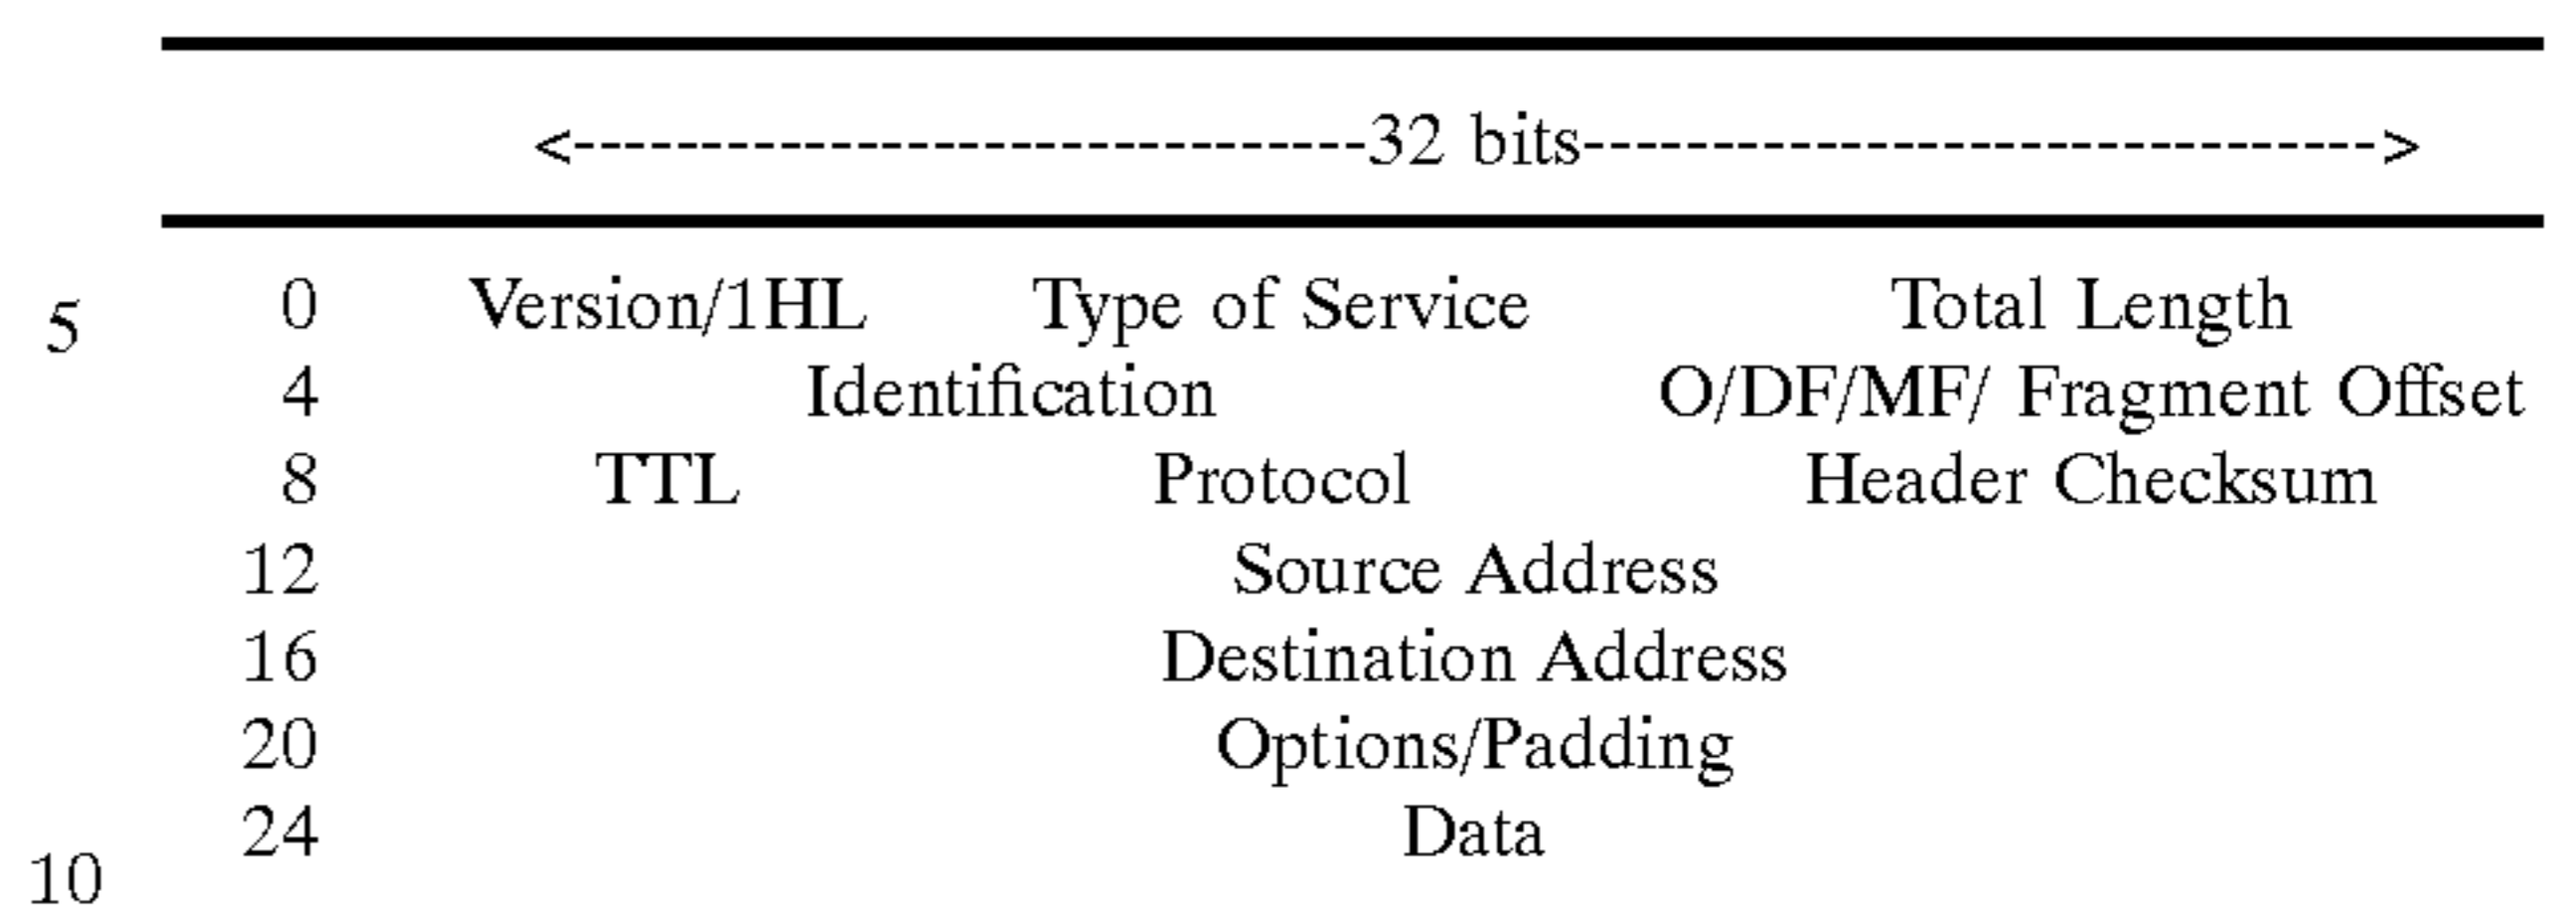 <------------------------------32 bits------------------------------>
5 0 Version/1HL Type of Service Total Length
4 Identification O/DF/MF/ Fragment Offset
8 TTL Protocol Header Checksum
12 Source Address
16 Destination Address
20 Options/Padding
24 Data
10